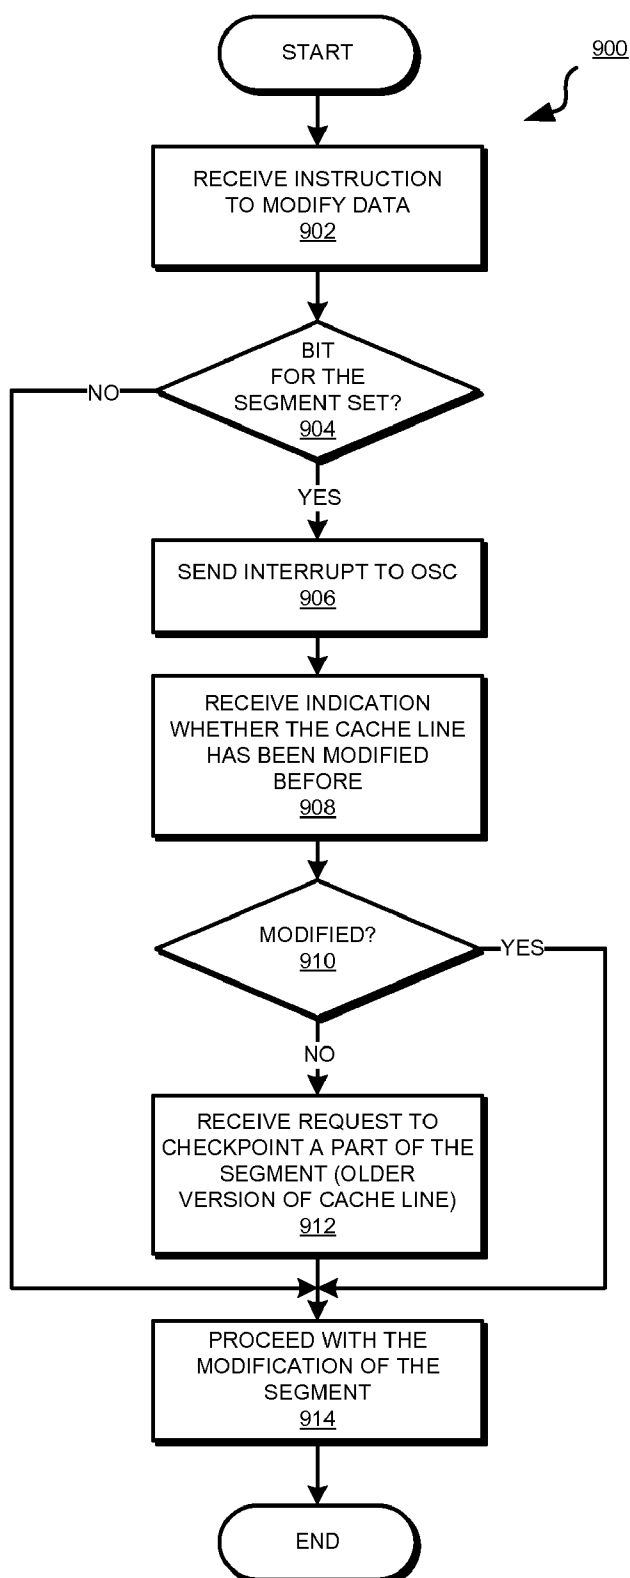 START
900
RECEIVE INSTRUCTION
TO MODIFY DATA
902
BIT
FOR THE
SEGMENT SET?
904
NO
YES
SEND INTERRUPT TO OSC
906
RECEIVE INDICATION
WHETHER THE CACHE LINE
HAS BEEN MODIFIED
BEFORE
908
MODIFIED?
910
YES
NO
RECEIVE REQUEST TO
CHECKPOINT A PART OF THE
SEGMENT (OLDER
VERSION OF CACHE LINE)
912
PROCEED WITH THE
MODIFICATION OF THE
SEGMENT
914
END